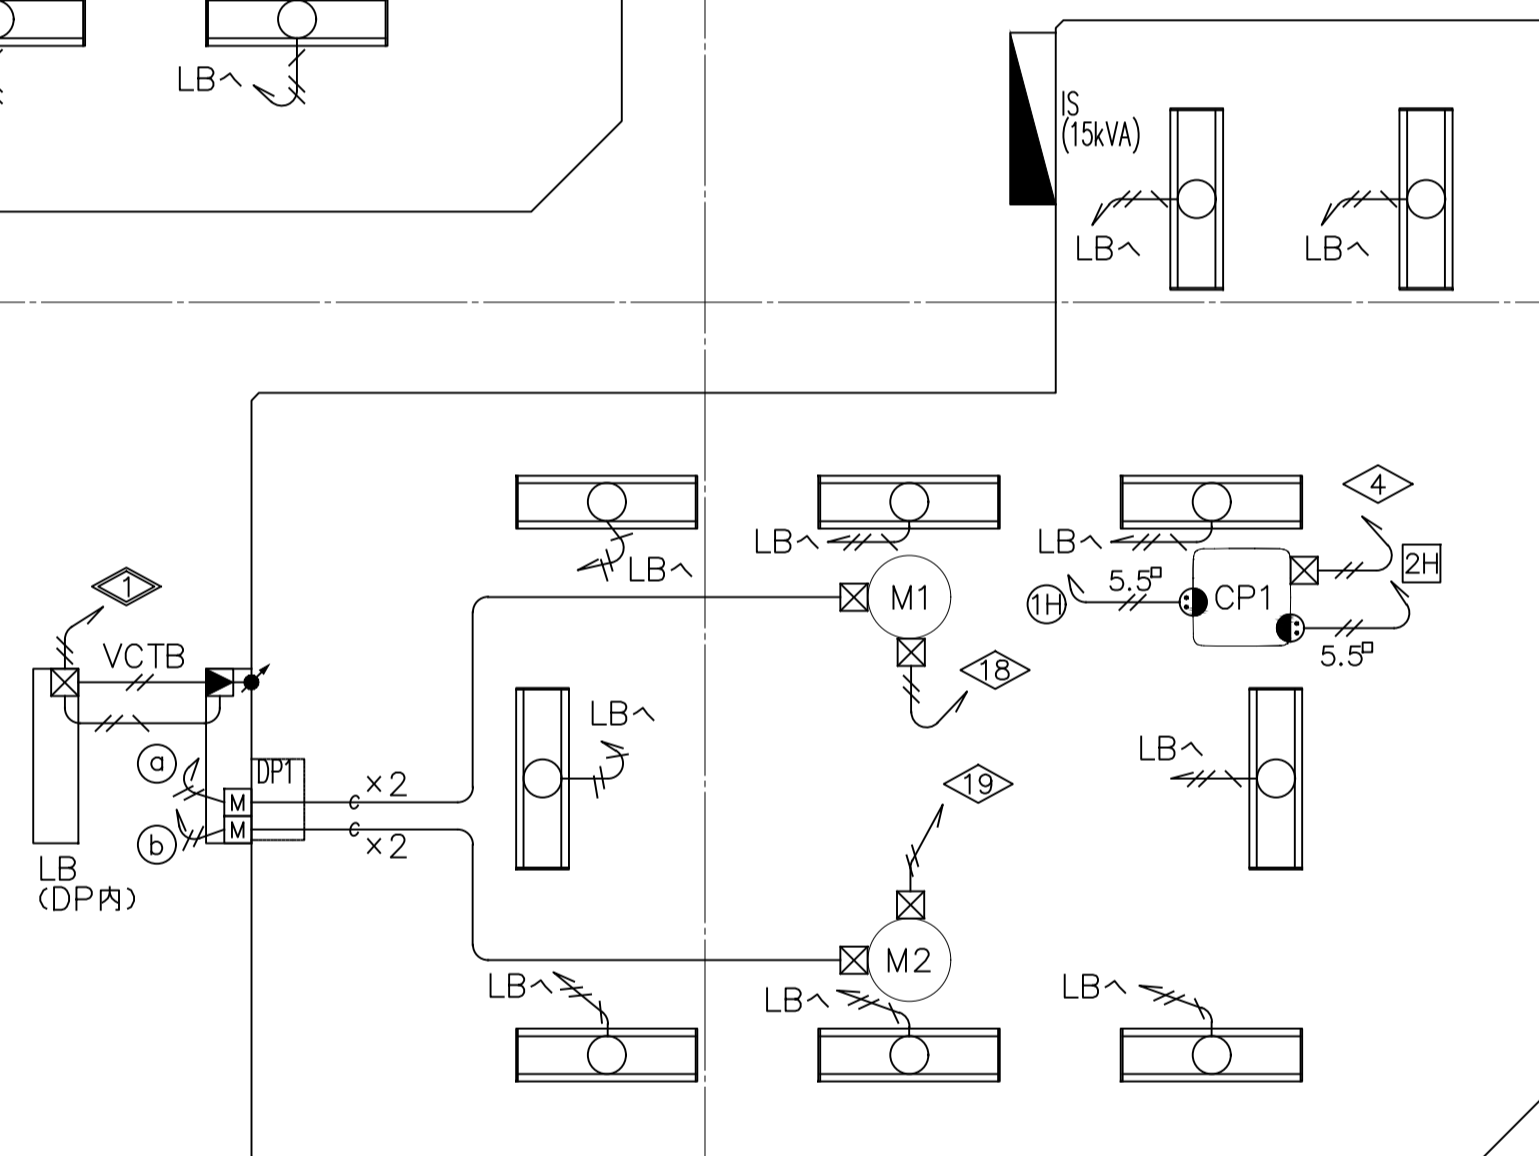 LBへ
IS
(15kVA)
LBへ
LBへ
4
LBへ
LBへ
LBへ
2H
5.5□
1H
M1
CP1
5.5□
1
VCTB
18
LBへ
LBへ
a
DP1
×2
19
M
M
b
×2
LB
(DP内)
M2
LBへ
LBへ
LBへ